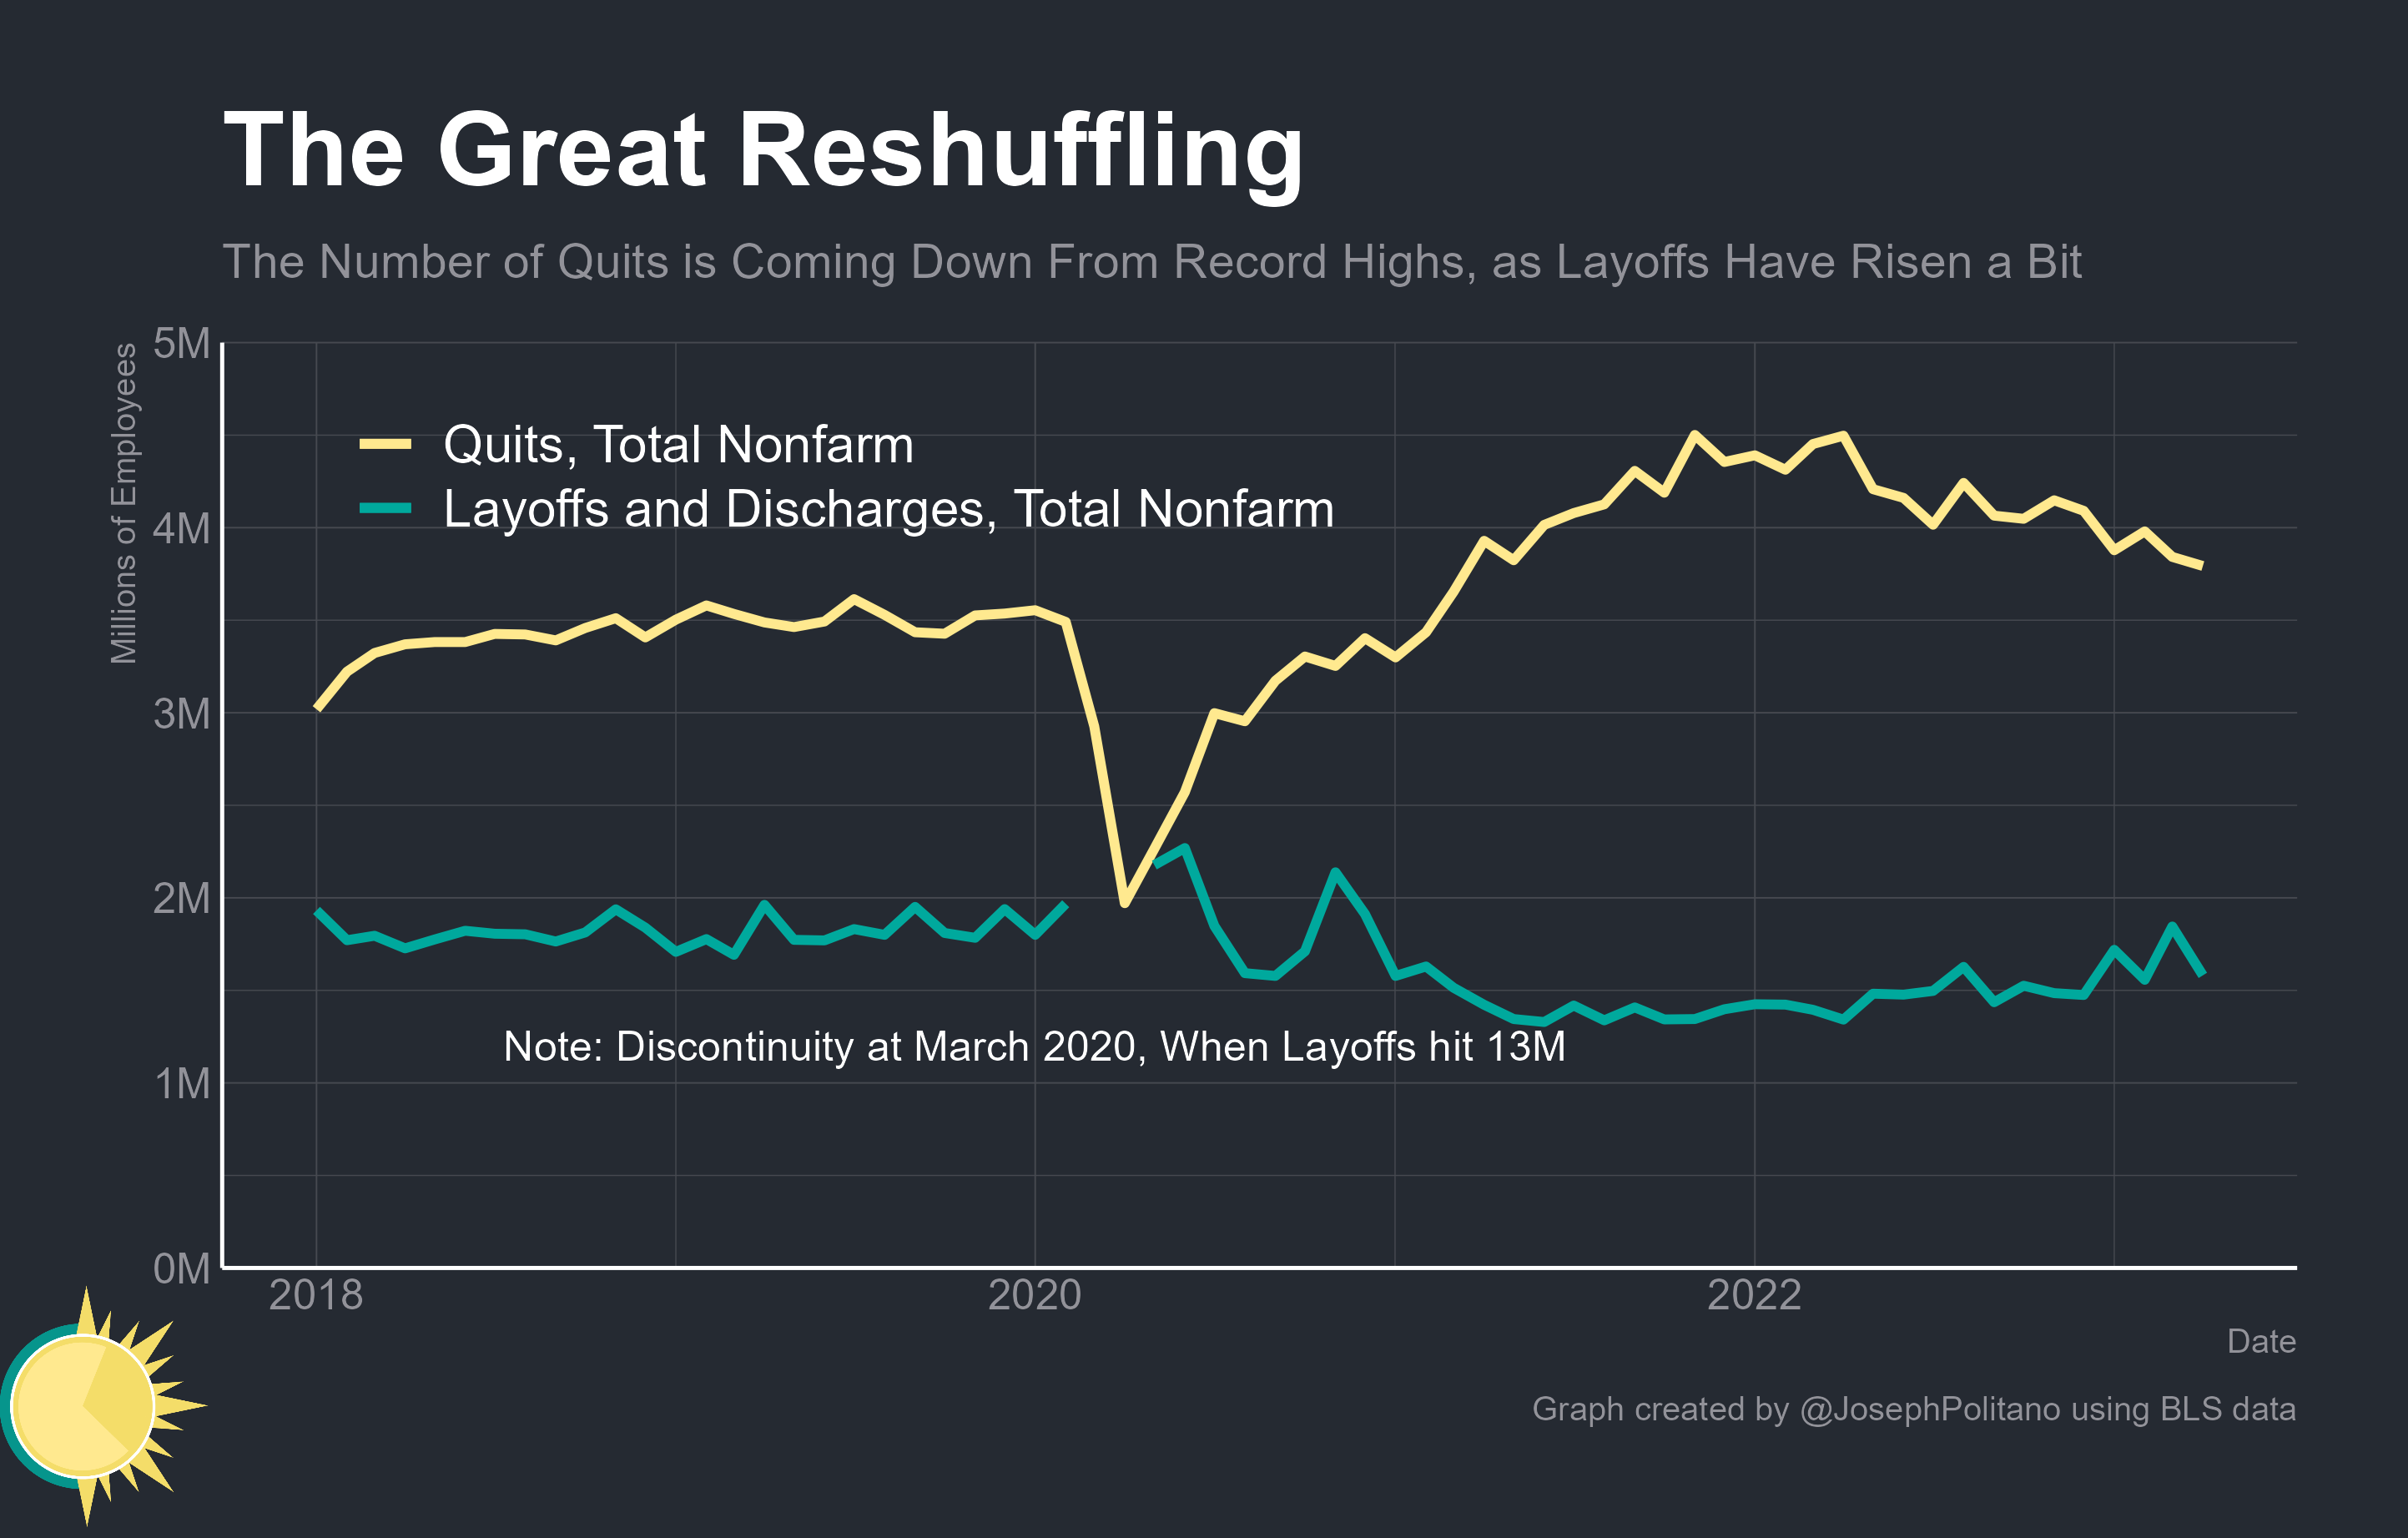 The Great Reshuffling
The Number of Quits is Coming Down From Record Highs, as Layoffs Have Risen a Bit
Millions of Employees
5M
Quits, Total Nonfarm
Layoffs and Discharges, Total Nonfarm
4M
3M
2M
Note: Discontinuity at March 2020, When Layoffs hit 13M
1M
0M
2018 2020 2022
Date
Graph created by @JosephPolitano using BLS data